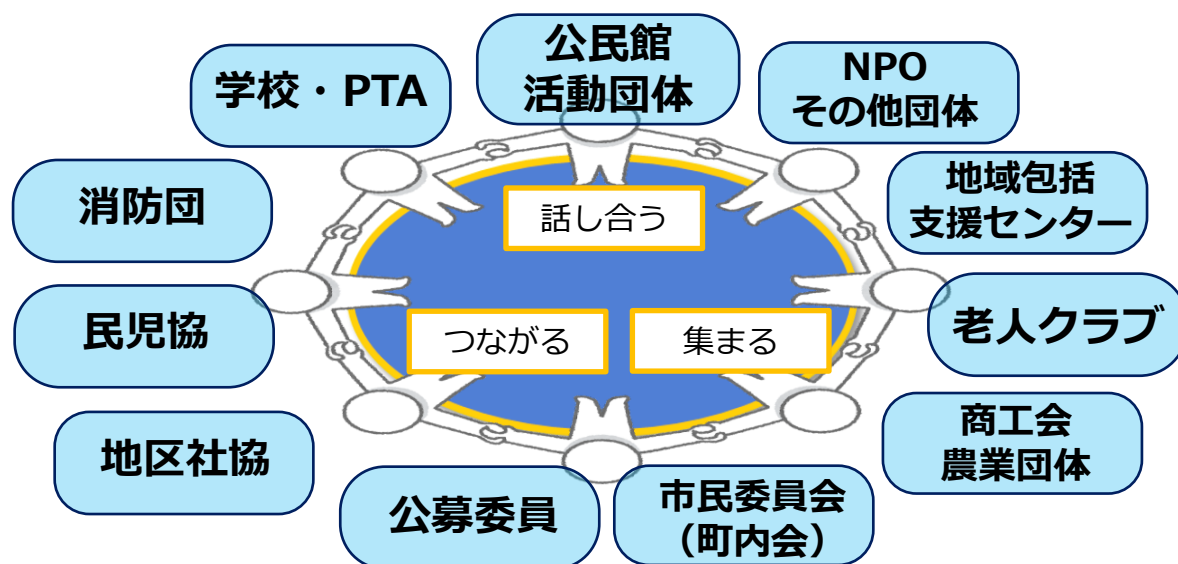 公民館
活動団体
学校・PTA
NPO
その他団体
消防団
地域包括
支援センター
話し合う
民児協
老人クラブ
つながる
集まる
地区社協
商工会
農業団体
公募委員
市民委員会
（町内会）